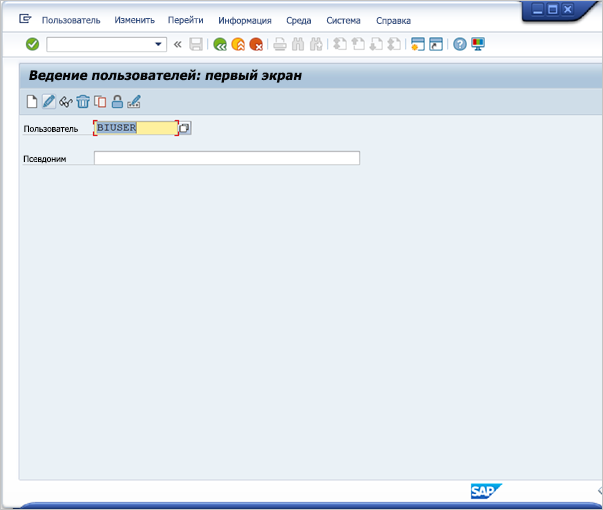 Пользователь Изменить Перейти Информация Среда Система Справка
Ведение пользователей: первый экран
Пользователь BIUSER
Псевдоним
SAP